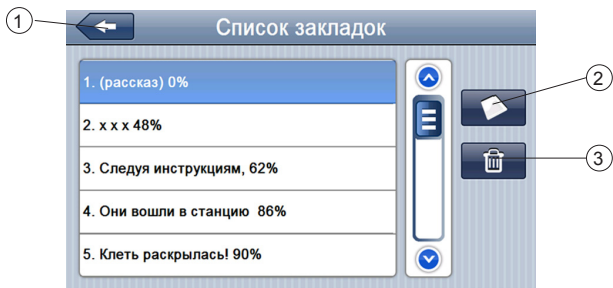 1
Список закладок
1. (рассказ) 0%
2. x x x 48%
3. Следуя инструкциям, 62%
4. Они вошли в станцию 86%
5. Клеть раскрылась! 90%
2
3